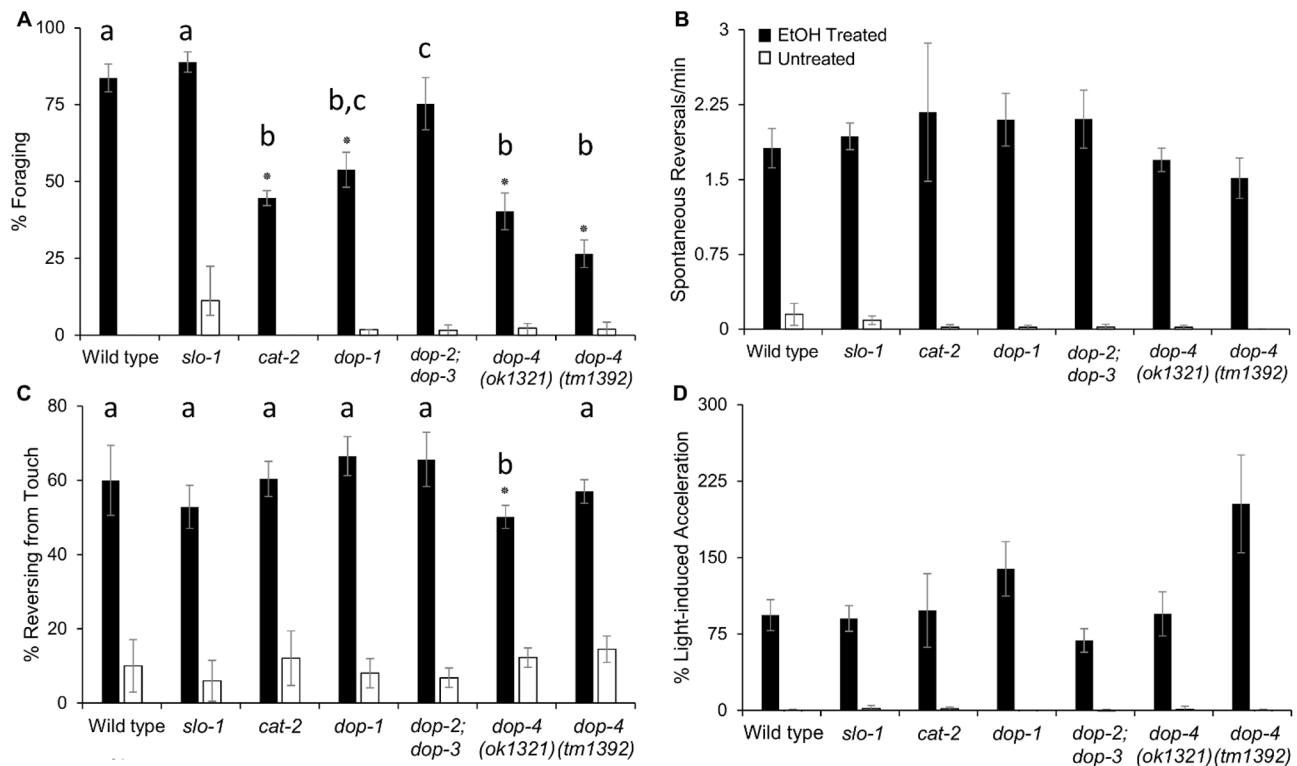 A
% Foraging
100
75
50
25
0
a
a
b
b,c
c
b
b
*
*
*
*
Wild type
slo-1
cat-2
dop-1
dop-2;
dop-3
dop-4
(ok1321)
dop-4
(tm1392)
B
EtOH Treated
Untreated
Spontaneous Reversals/min
3
2.25
1.5
0.75
0
Wild type
slo-1
cat-2
dop-1
dop-2;
dop-3
dop-4
(ok1321)
dop-4
(tm1392)
C
% Reversing from Touch
80
60
40
20
0
a
a
a
a
a
b
a
*
Wild type
slo-1
cat-2
dop-1
dop-2;
dop-3
dop-4
(ok1321)
dop-4
(tm1392)
D
% Light-induced Acceleration
300
225
150
75
0
Wild type
slo-1
cat-2
dop-1
dop-2;
dop-3
dop-4
(ok1321)
dop-4
(tm1392)